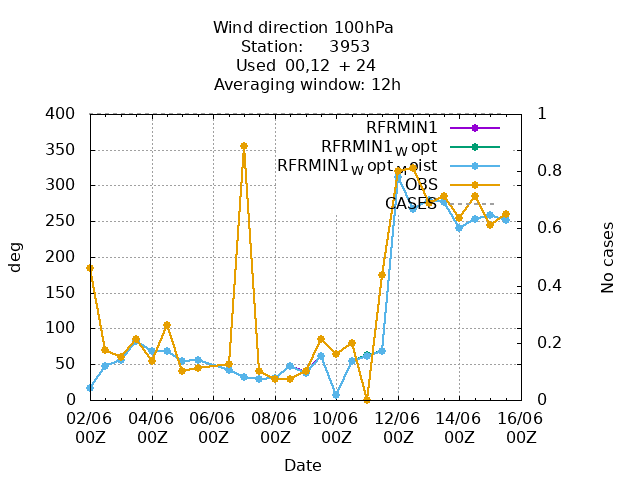 Wind direction 100hPa
Station:     3953
Used  00,12  + 24
Averaging window: 12h
RFRMIN1
RFRMIN1_W opt
RFRMIN1_W opt_Moist
OBS
CASES
400
350
300
250
200
150
100
50
0
1
0.8
0.6
0.4
0.2
0
deg
No cases
02/06 04/06 06/06 08/06 10/06 12/06 14/06 16/06
00Z 00Z 00Z 00Z 00Z 00Z 00Z 00Z
Date